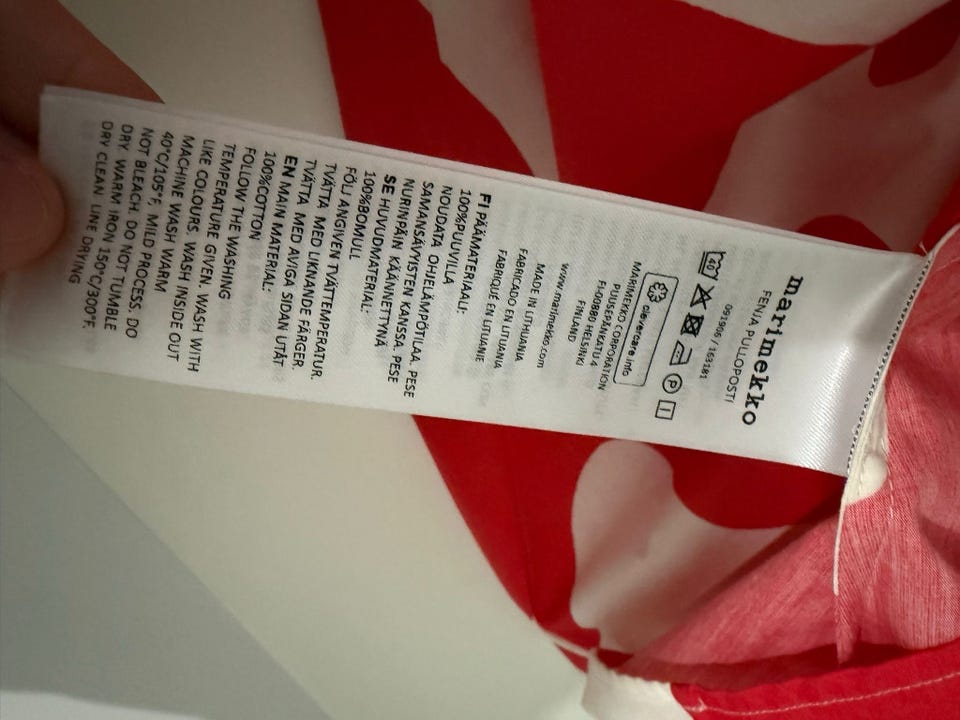 marimekko
FENJA PULLOPOSTI
091906 / 163181
40
P
clevercare.info
MARIMEKKO CORPORATION
PUUSEPÄNKATU 4
FI-00880 HELSINKI
FINLAND
www.marimekko.com
MADE IN LITHUANIA
FABRICADO EN LITUANIA
FABRIQUÉ EN LITUANIE
FI PÄÄMATERIAALI:
100%PUUVILLA
NOUDATA OHJELÄMPÖTILAA, PESE
SAMANSÄVYISTEN KANSSA. PESE
NURINPÄIN KÄÄNNETTYNÄ
SE HUVUDMATERIAL:
100%BOMULL
FÖLJ ANGIVEN TVÄTTEMPERATUR.
TVÄTTA MED LIKNANDE FÄRGER.
TVÄTTA MED AVIGA SIDAN UTÅT
EN MAIN MATERIAL:
100%COTTON
FOLLOW THE WASHING
TEMPERATURE GIVEN. WASH WITH
LIKE COLOURS. WASH INSIDE OUT
MACHINE WASH WARM
40°C/105°F, MILD PROCESS. DO
NOT BLEACH. DO NOT TUMBLE
DRY. WARM IRON 150°C/300°F.
DRY CLEAN. LINE DRYING